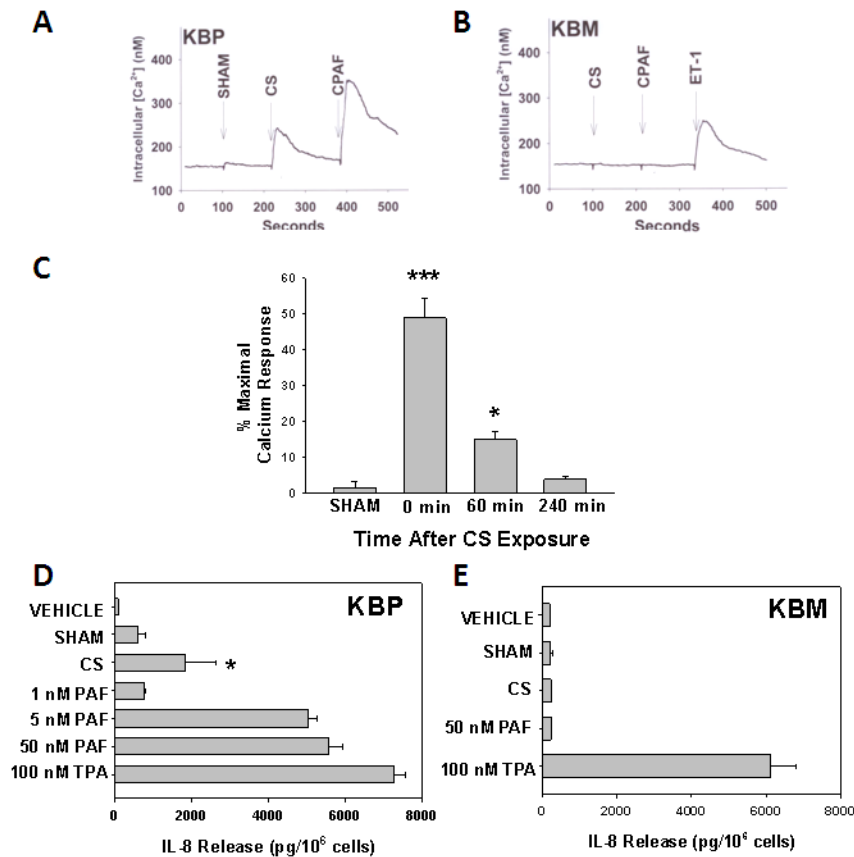 A
KBP
Intracellular [Ca²⁺] (nM)
400
300
200
100
SHAM
CS
CPAF
0 100 200 300 400 500
Seconds
B
KBM
Intracellular [Ca²⁺] (nM)
400
300
200
100
CS
CPAF
ET-1
0 100 200 300 400 500
Seconds
C
% Maximal
Calcium Response
60
50
40
30
20
10
0
***
*
SHAM 0 min 60 min 240 min
Time After CS Exposure
D
KBP
VEHICLE
SHAM
CS
*
1 nM PAF
5 nM PAF
50 nM PAF
100 nM TPA
0 2000 4000 6000 8000
IL-8 Release (pg/10⁶ cells)
E
KBM
VEHICLE
SHAM
CS
50 nM PAF
100 nM TPA
0 2000 4000 6000 8000
IL-8 Release (pg/10⁶ cells)